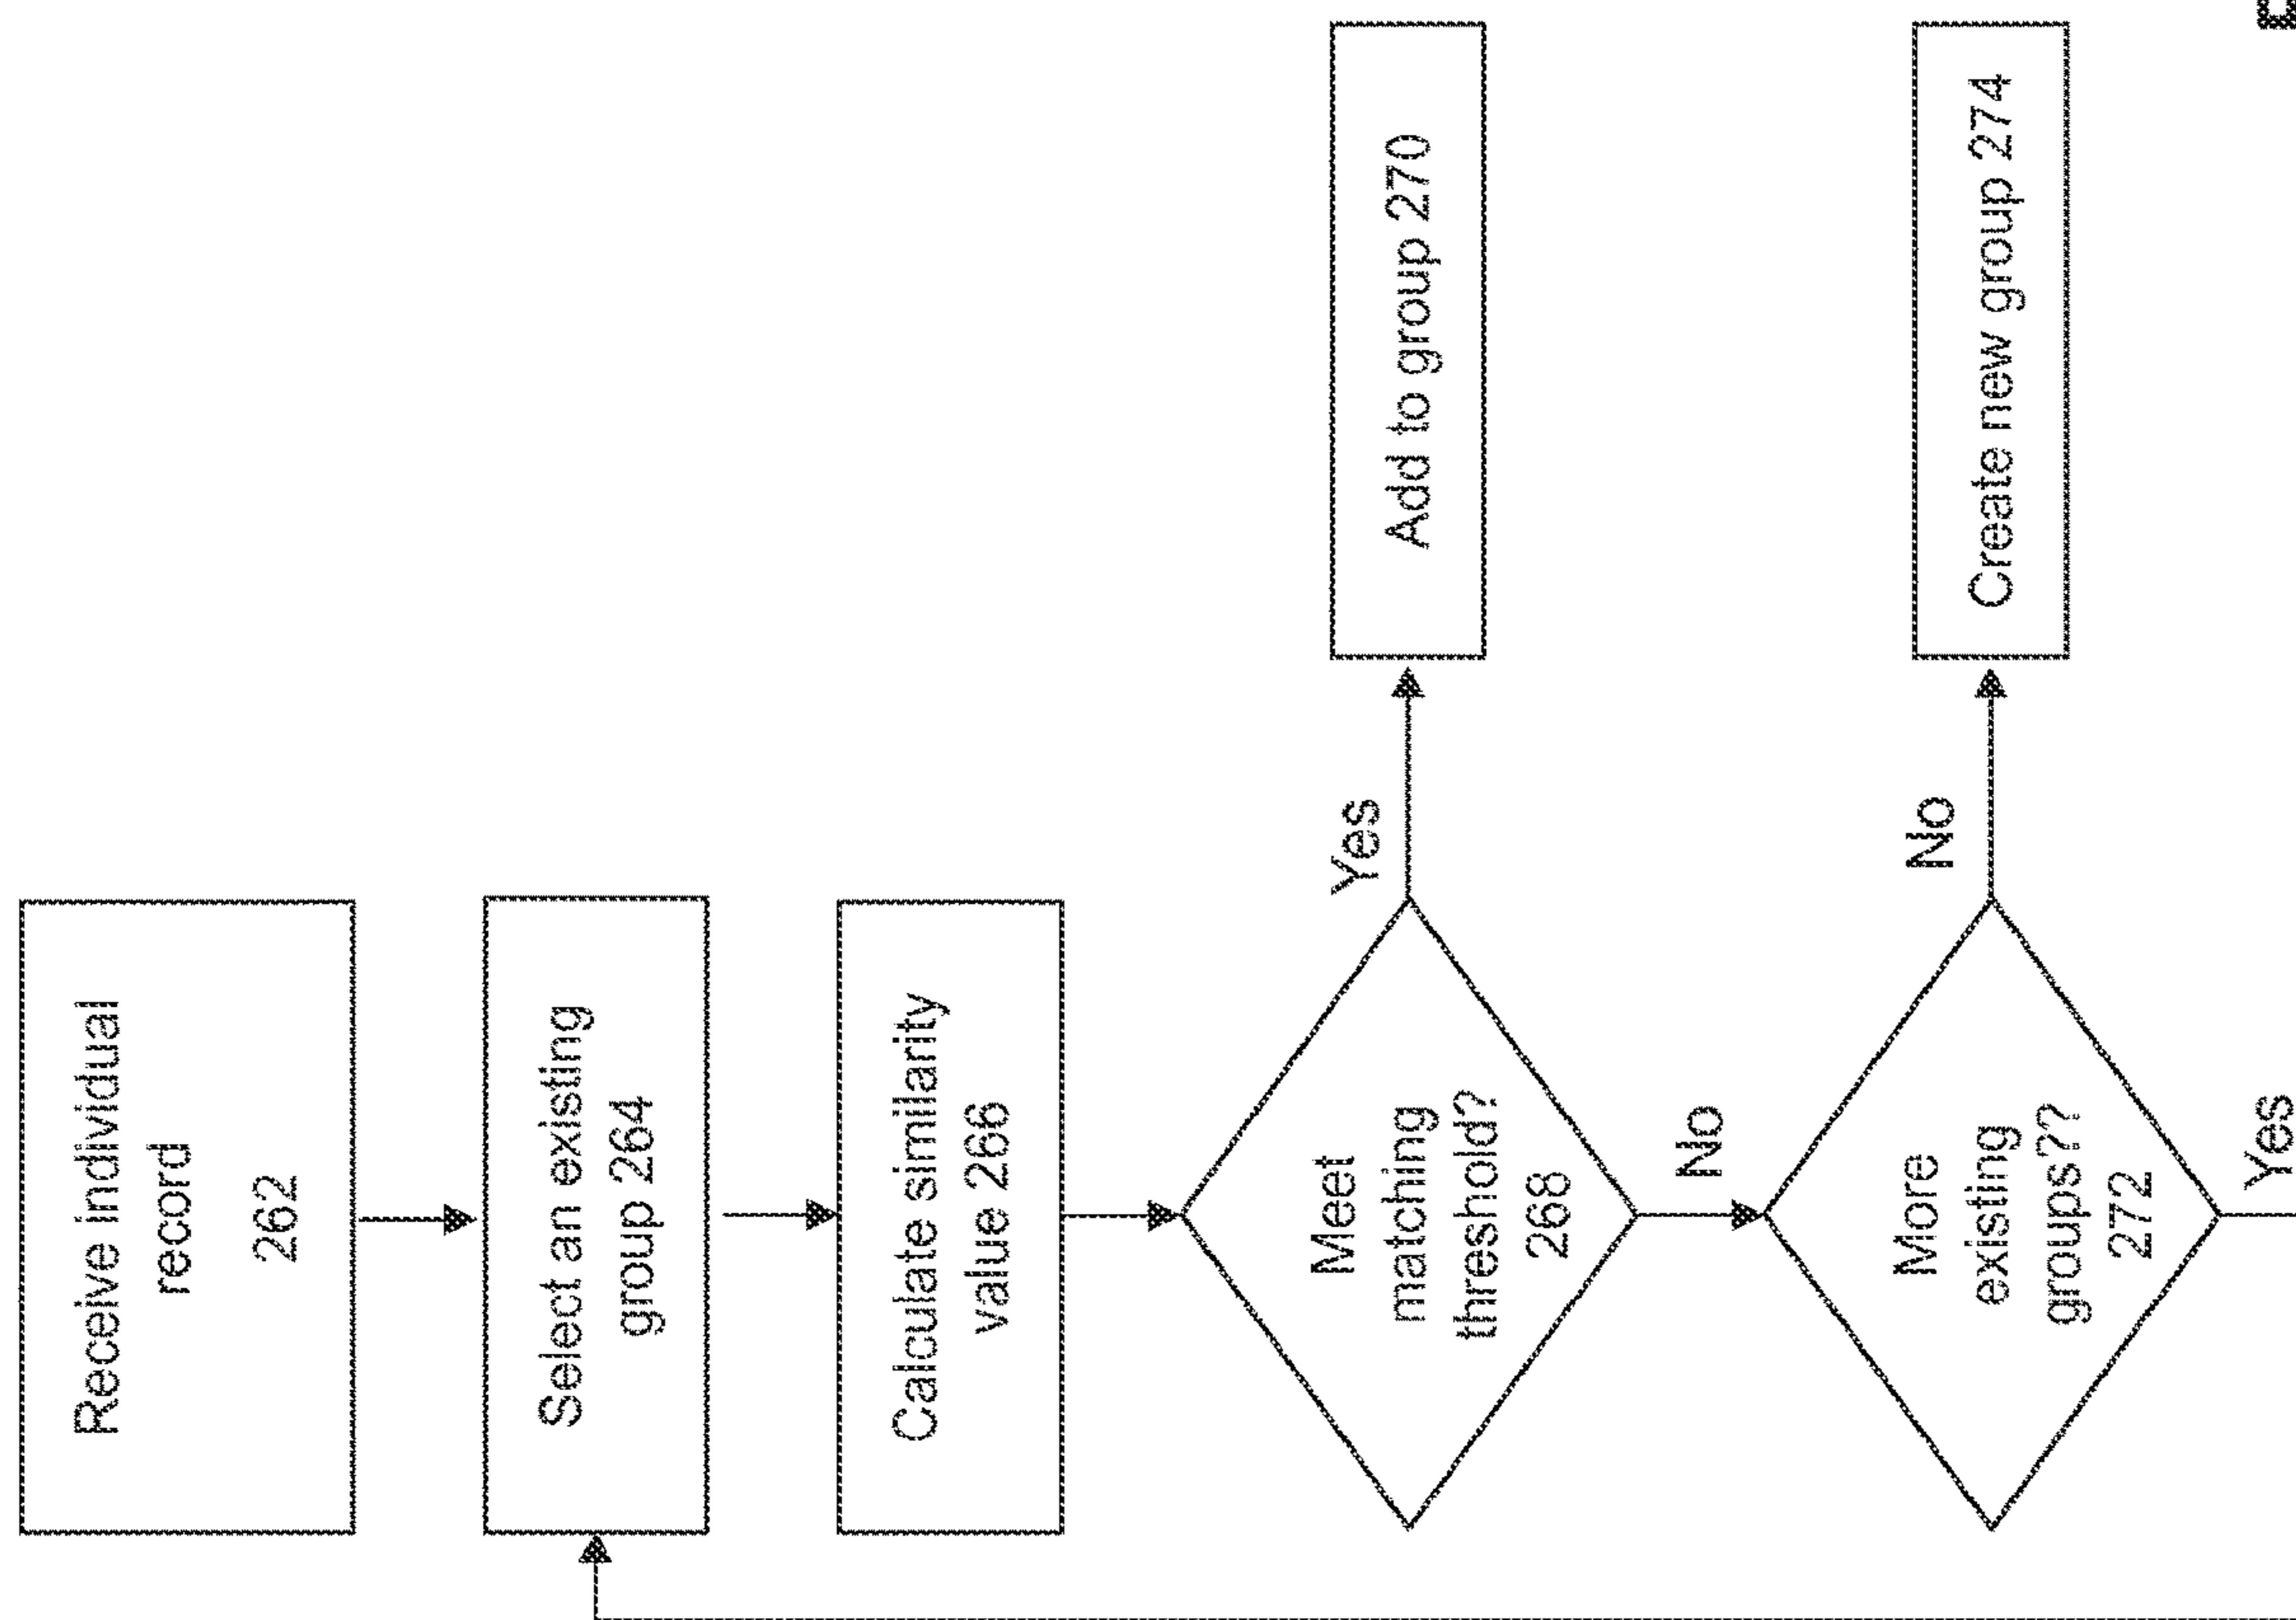 Receive individual
record
262
Select an existing
group 264
Calculate similarity
value 266
Meet
matching
threshold?
268
Yes
Add to group 270
No
More
existing
groups??
272
No
Create new group 274
Yes